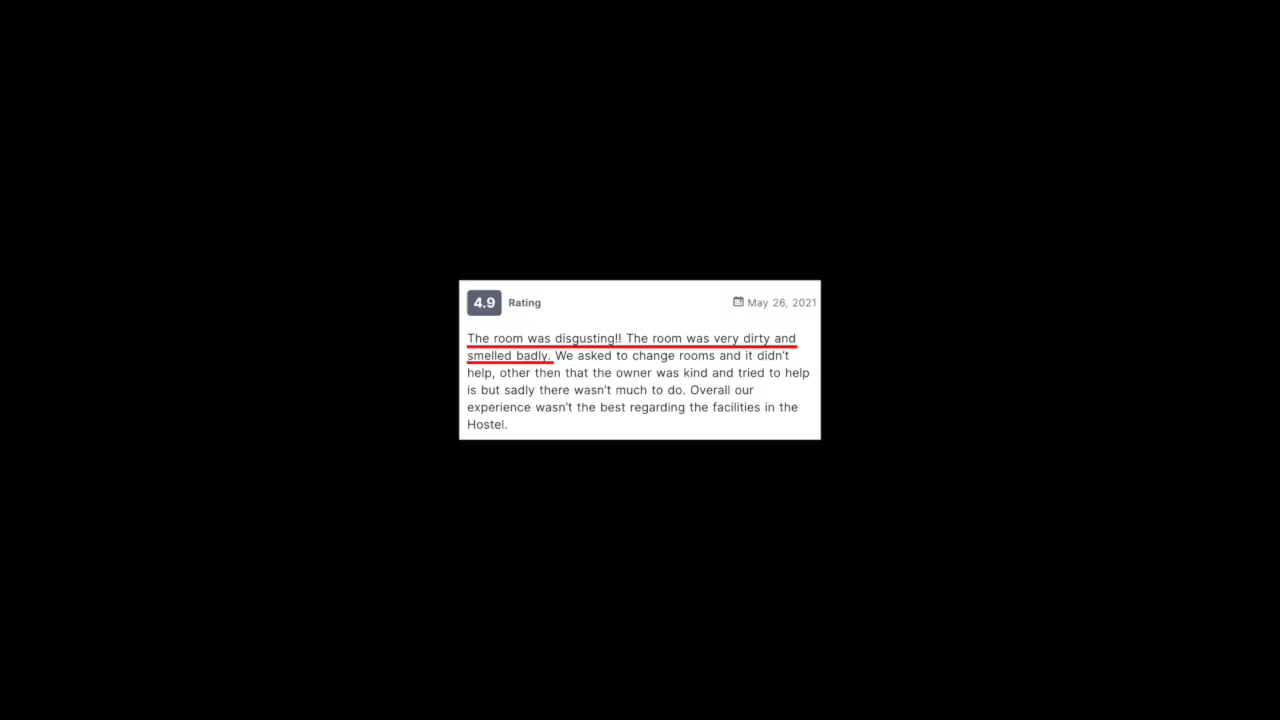 4.9 Rating May 26, 2021
The room was disgusting!! The room was very dirty and
smelled badly. We asked to change rooms and it didn't
help, other then that the owner was kind and tried to help
is but sadly there wasn't much to do. Overall our
experience wasn't the best regarding the facilities in the
Hostel.